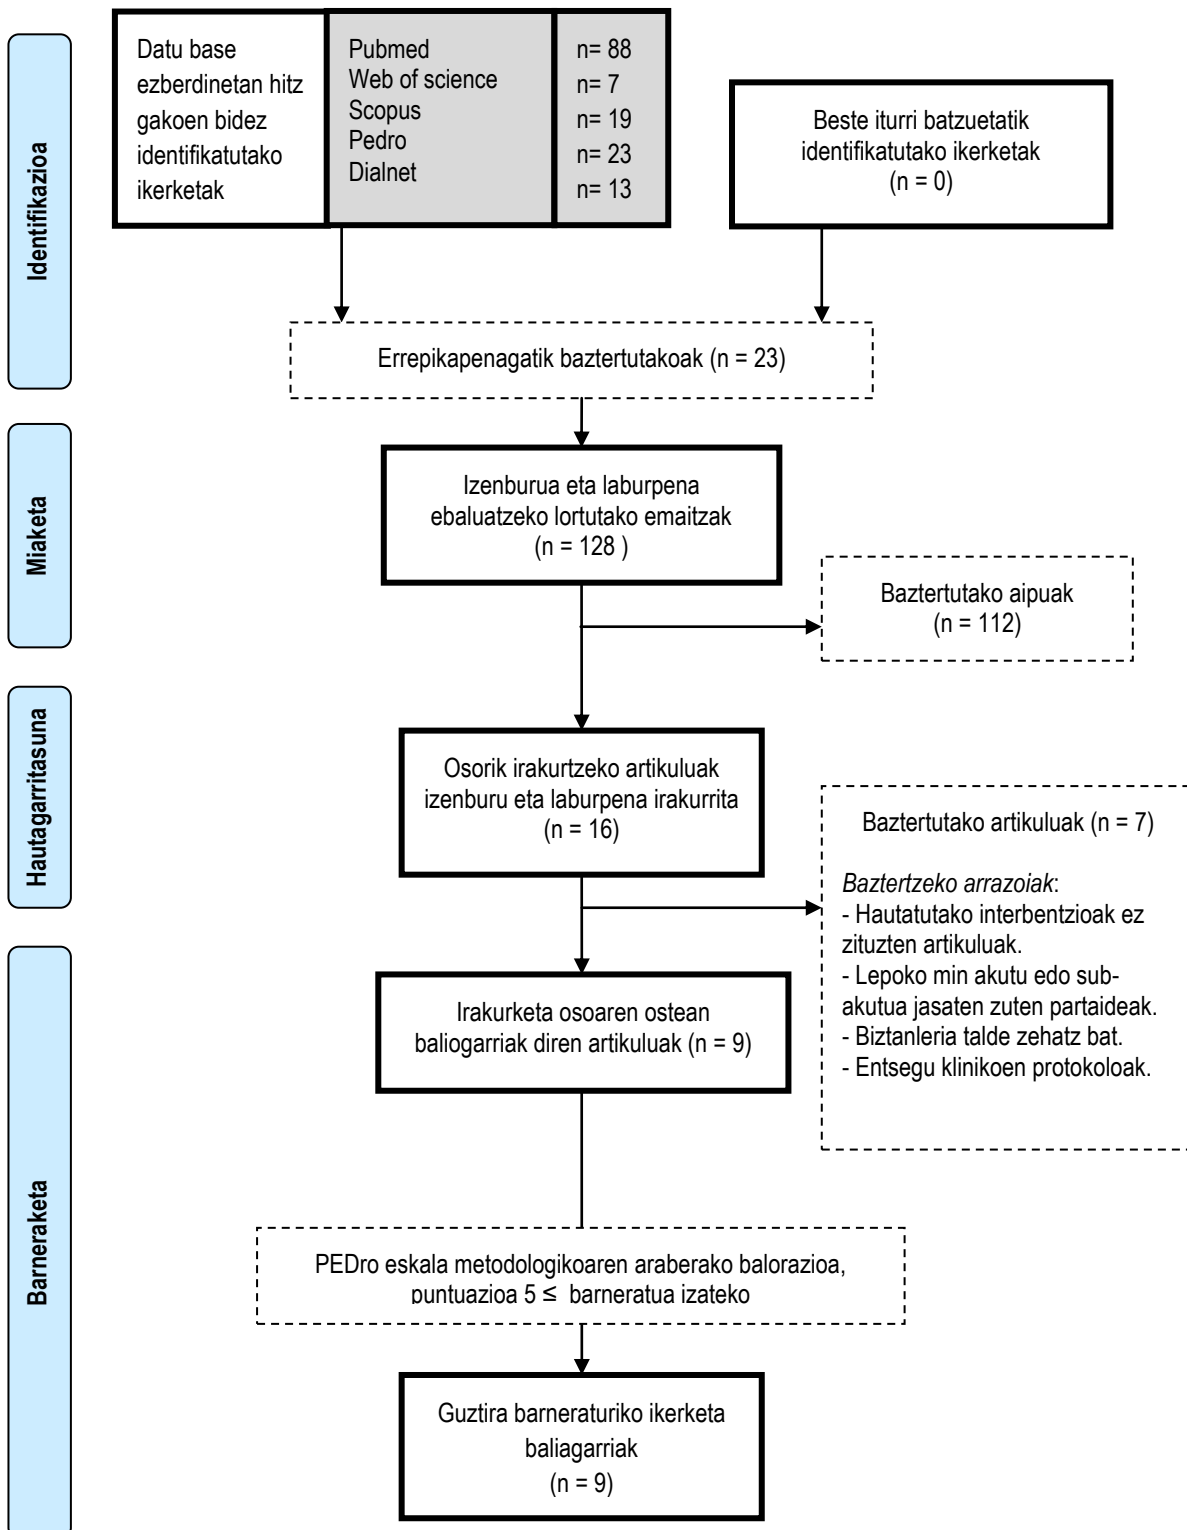 Identifikazioa
Datu base
ezberdinetan hitz
gakoen bidez
identifikatutako
ikerketak
Pubmed
Web of science
Scopus
Pedro
Dialnet
n= 88
n= 7
n= 19
n= 23
n= 13
Beste iturri batzuetatik
identifikatutako ikerketak
(n = 0)
Errepikapenagatik baztertutakoak (n = 23)
Miaketa
Izenburua eta laburpena
ebaluatzeko lortutako emaitzak
(n = 128 )
Baztertutako aipuak
(n = 112)
Hautagarritasuna
Osorik irakurtzeko artikuluak
izenburu eta laburpena irakurrita
(n = 16)
Baztertutako artikuluak (n = 7)
Baztertzeko arrazoiak:
- Hautatutako interbentzioak ez
zituzten artikuluak.
- Lepoko min akutu edo sub-
akutua jasaten zuten partaideak.
- Biztanleria talde zehatz bat.
- Entsegu klinikoen protokoloak.
Barneraketa
Irakurketa osoaren ostean
baliogarriak diren artikuluak (n = 9)
PEDro eskala metodologikoaren araberako balorazioa,
puntuazioa 5 ≤ barneratua izateko
Guztira barneraturiko ikerketa
baliagarriak
(n = 9)